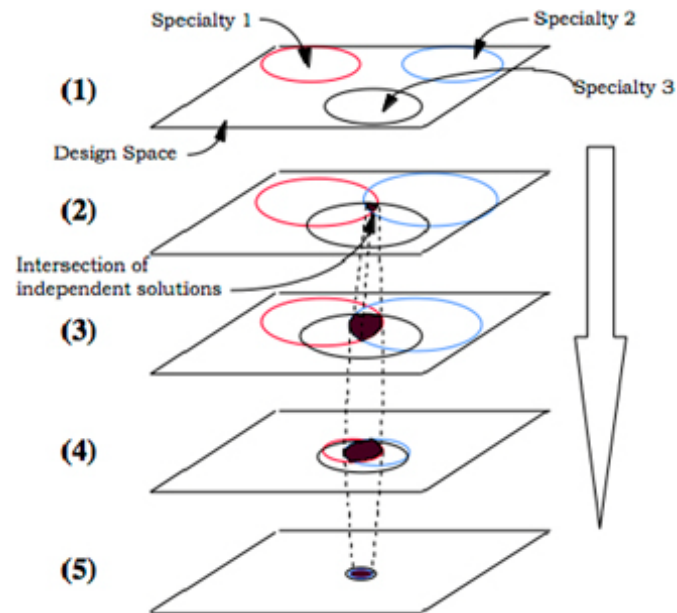 Specialty 1
Specialty 2
(1)
Specialty 3
Design Space
(2)
Intersection of
independent solutions
(3)
(4)
(5)